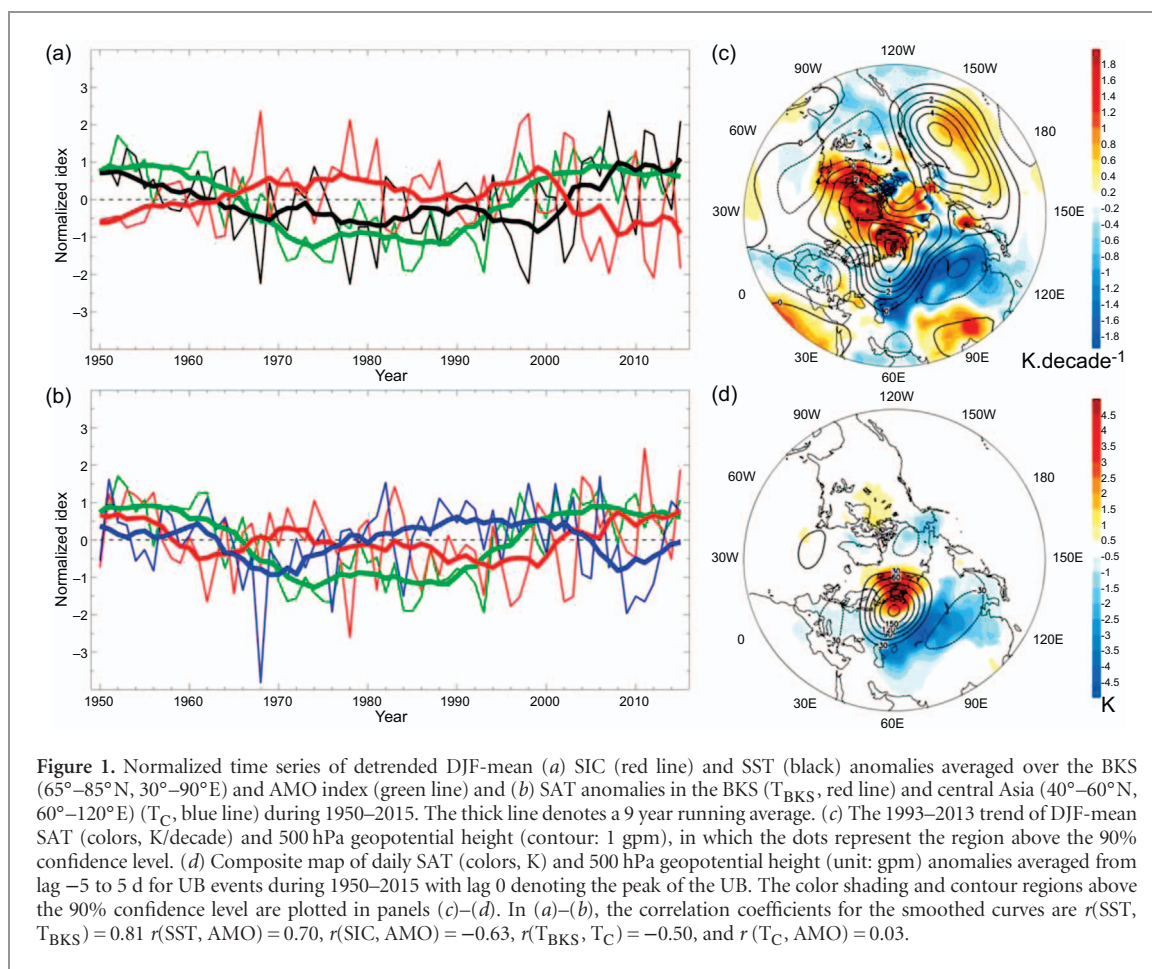 (a)
3
2
1
0
−1
−2
−3
Normalized idex
1950 1960 1970 1980 1990 2000 2010
Year
(b)
3
2
1
0
−1
−2
−3
Normalized idex
1950 1960 1970 1980 1990 2000 2010
Year
(c)
120W
90W 150W
60W 180
30W 150E
0 120E
30E 90E
60E
1.8
1.6
1.4
1.2
1
0.8
0.6
0.4
0.2
-0.2
-0.4
-0.6
-0.8
-1
-1.2
-1.4
-1.6
-1.8
K.decade-1
(d)
120W
90W 150W
60W 180
30W 150E
0 120E
30E 90E
60E
4.5
4
3.5
3
2.5
2
1.5
1
0.5
-0.5
-1
-1.5
-2
-2.5
-3
-3.5
-4
-4.5
K
Figure 1. Normalized time series of detrended DJF-mean (a) SIC (red line) and SST (black) anomalies averaged over the BKS
(65°–85°N, 30°–90°E) and AMO index (green line) and (b) SAT anomalies in the BKS (TBKS, red line) and central Asia (40°–60°N,
60°–120°E) (TC, blue line) during 1950–2015. The thick line denotes a 9 year running average. (c) The 1993–2013 trend of DJF-mean
SAT (colors, K/decade) and 500 hPa geopotential height (contour: 1 gpm), in which the dots represent the region above the 90%
confidence level. (d) Composite map of daily SAT (colors, K) and 500 hPa geopotential height (unit: gpm) anomalies averaged from
lag −5 to 5 d for UB events during 1950–2015 with lag 0 denoting the peak of the UB. The color shading and contour regions above
the 90% confidence level are plotted in panels (c)–(d). In (a)–(b), the correlation coefficients for the smoothed curves are r(SST,
TBKS) = 0.81 r(SST, AMO) = 0.70, r(SIC, AMO) = −0.63, r(TBKS, TC) = −0.50, and r (TC, AMO) = 0.03.